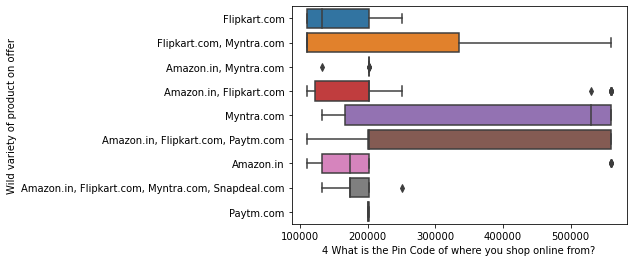 Wild variety of product on offer
Flipkart.com
Flipkart.com, Myntra.com
Amazon.in, Myntra.com
Amazon.in, Flipkart.com
Myntra.com
Amazon.in, Flipkart.com, Paytm.com
Amazon.in
Amazon.in, Flipkart.com, Myntra.com, Snapdeal.com
Paytm.com
100000 200000 300000 400000 500000
4 What is the Pin Code of where you shop online from?